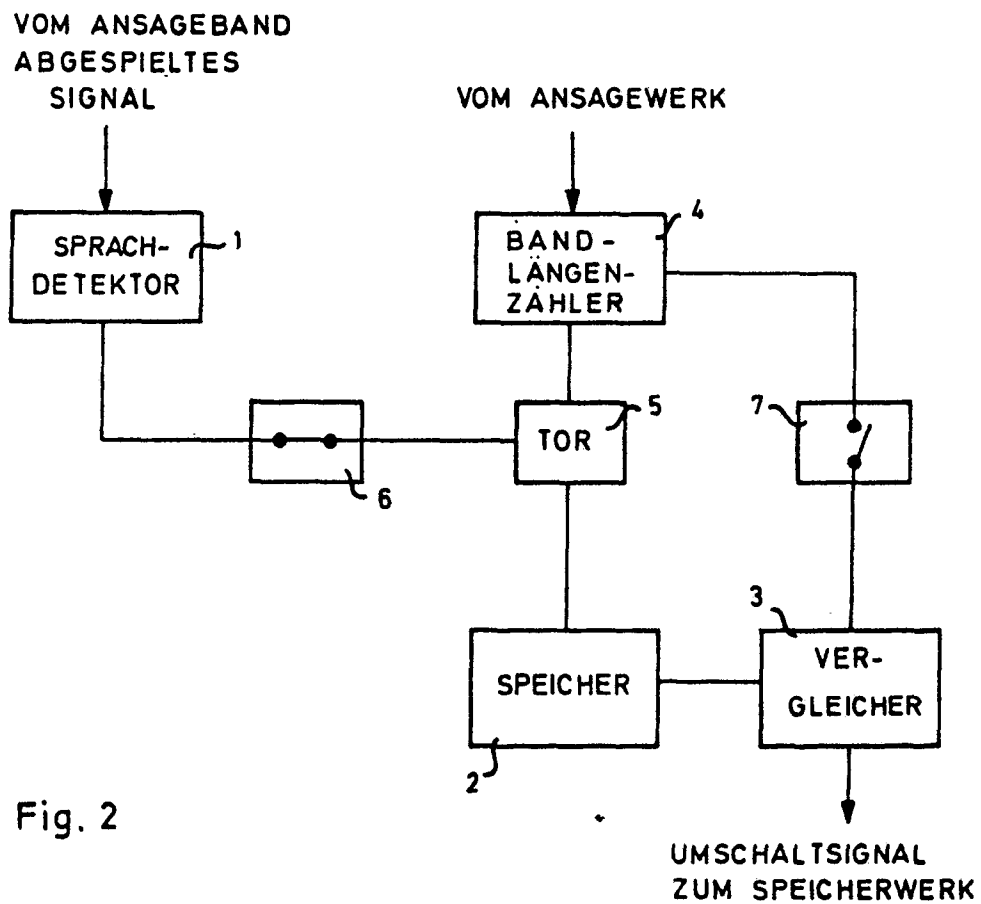 VOM ANSAGEBAND
ABGESPIELTES
SIGNAL
VOM ANSAGEWERK
SPRACH-
DETEKTOR
1
BAND-
LÄNGEN-
ZÄHLER
4
6
TOR
5
7
SPEICHER
2
3
VER-
GLEICHER
Fig. 2
UMSCHALTSIGNAL
ZUM SPEICHERWERK